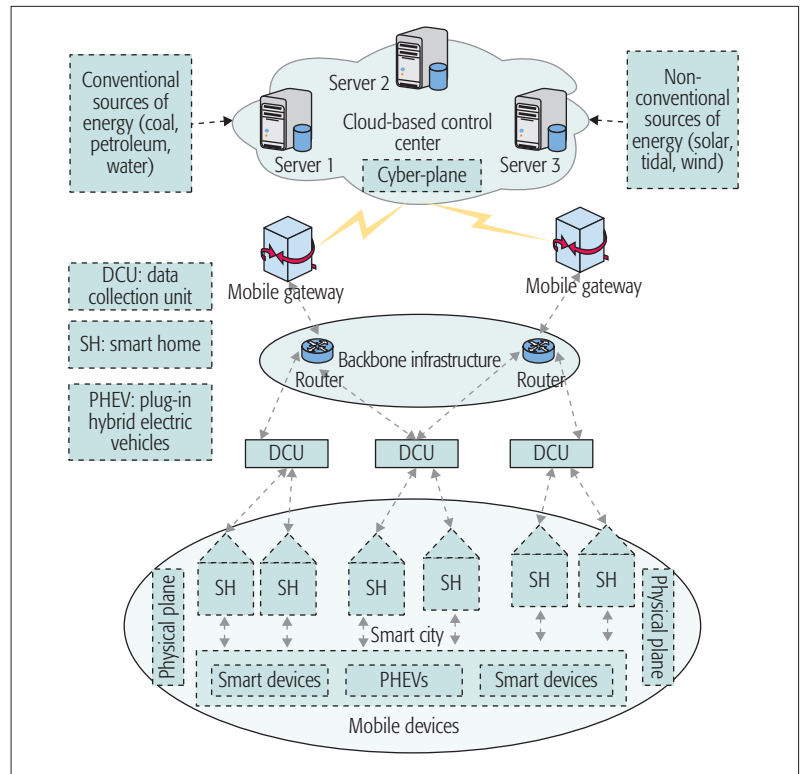 Server 2
Conventional
sources of
energy (coal,
petroleum,
water)
Non-
conventional
sources of
energy (solar,
tidal, wind)
Cloud-based control
center
Server 1
Server 3
Cyber-plane
Mobile gateway
Mobile gateway
DCU: data
collection unit
SH: smart home
PHEV: plug-in
hybrid electric
vehicles
Backbone infrastructure
Router
Router
DCU
DCU
DCU
SH
SH
SH
SH
SH
SH
Physical plane
Physical plane
Smart city
Smart devices
PHEVs
Smart devices
Mobile devices